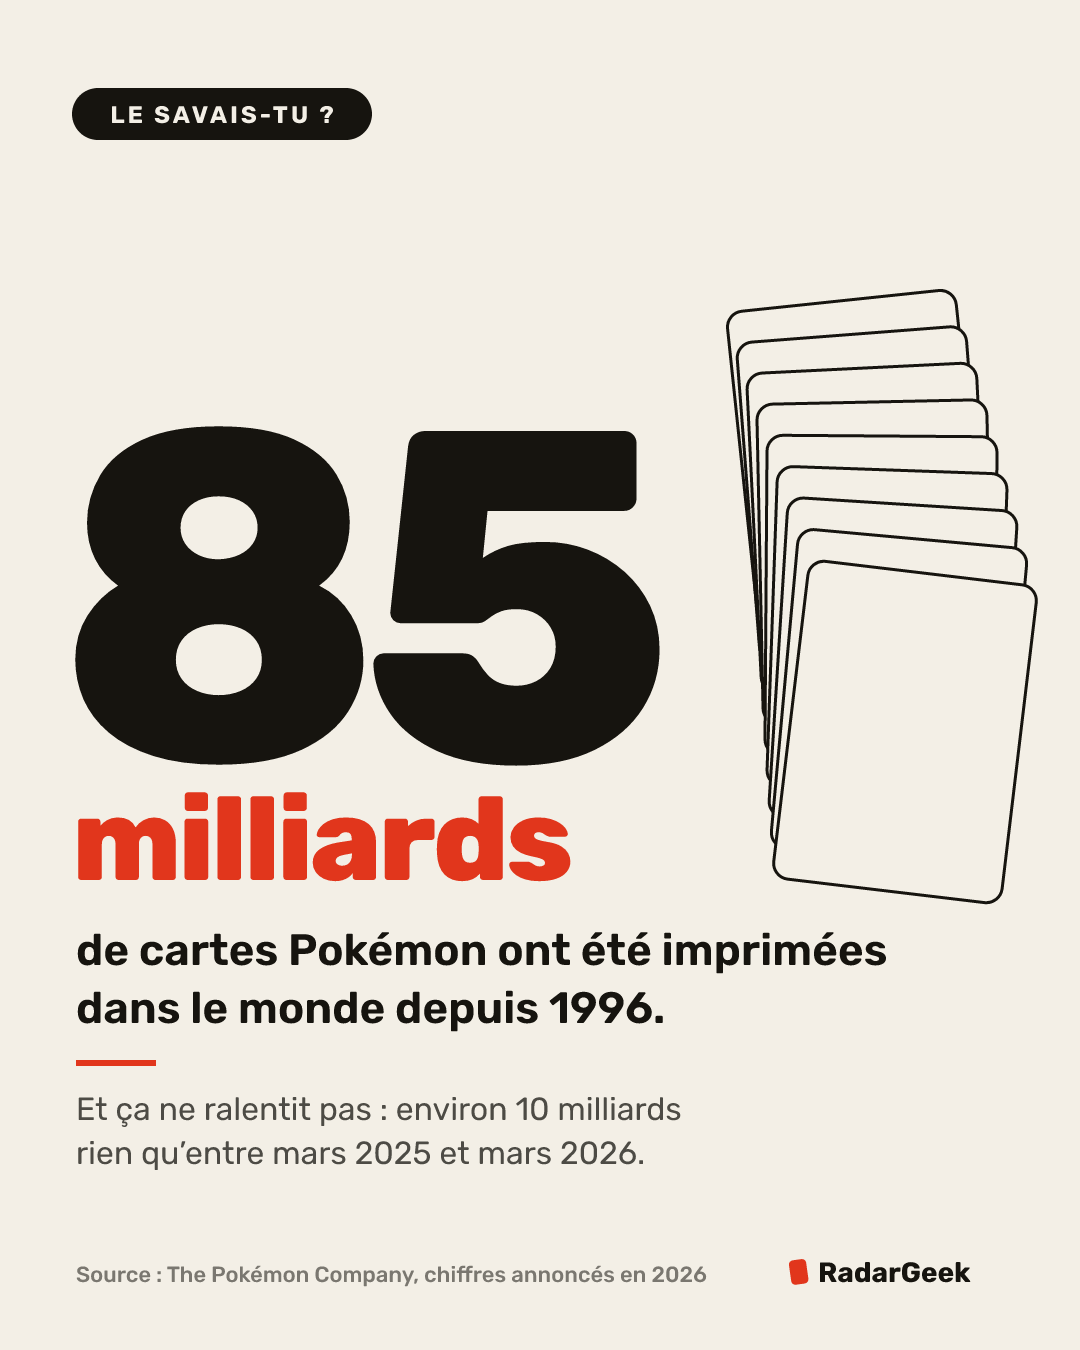 LE SAVAIS-TU ?
85
milliards
de cartes Pokémon ont été imprimées
dans le monde depuis 1996.
Et ça ne ralentit pas : environ 10 milliards
rien qu’entre mars 2025 et mars 2026.
Source : The Pokémon Company, chiffres annoncés en 2026
RadarGeek